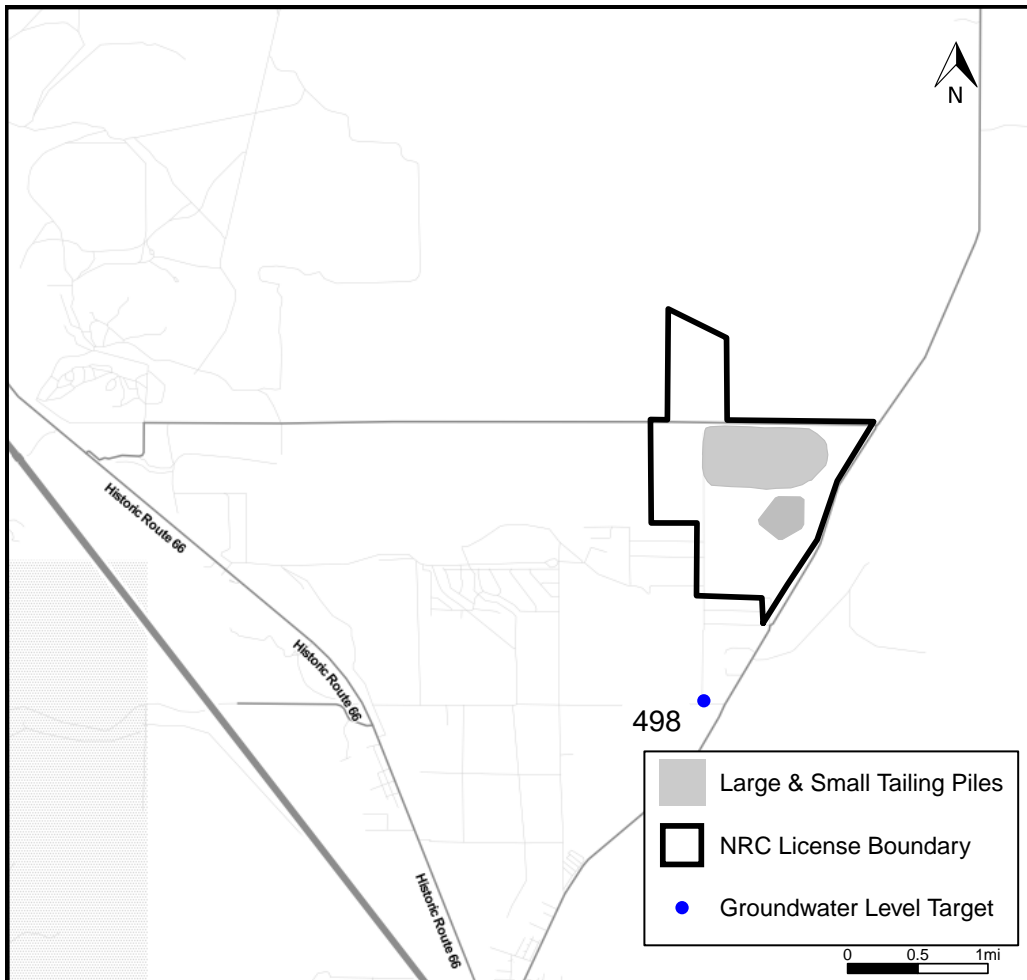 N
Historic Route 66
Historic Route 66
498
Large & Small Tailing Piles
NRC License Boundary
Historic Route 66
Groundwater Level Target
0 0.5 1mi